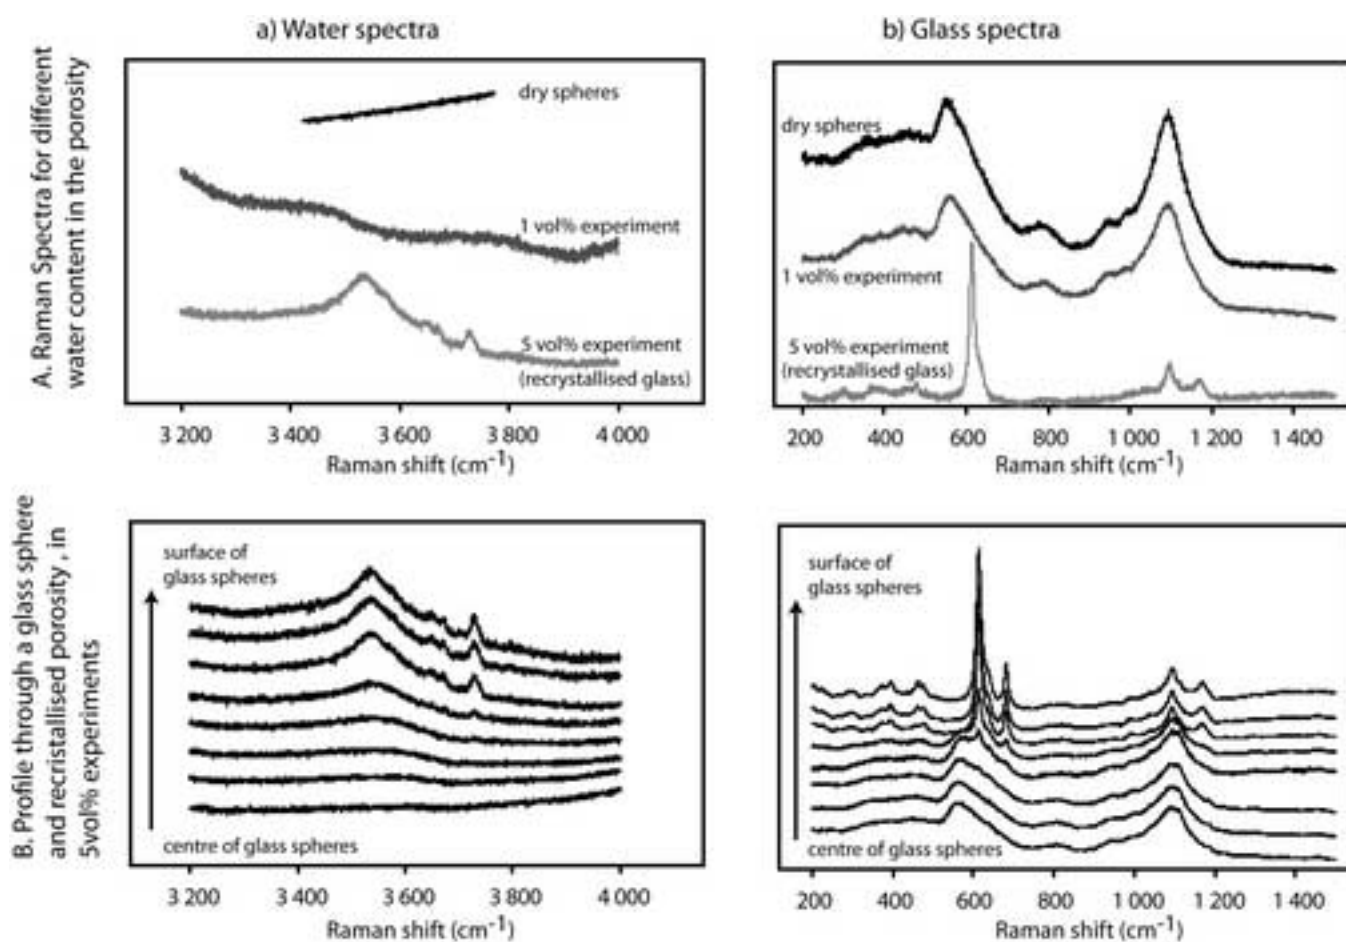 a) Water spectra
b) Glass spectra
A. Raman Spectra for different
water content in the porosity
dry spheres
1 vol% experiment
5 vol% experiment
(recrystallised glass)
3 200 3 400 3 600 3 800 4 000
Raman shift (cm-1)
dry spheres
1 vol% experiment
5 vol% experiment
(recrystallised glass)
200 400 600 800 1 000 1 200 1 400
Raman shift (cm-1)
B. Profile through a glass sphere
and recristallised porosity , in
5vol% experiments
surface of
glass spheres
centre of glass spheres
3 200 3 400 3 600 3 800 4 000
Raman shift (cm-1)
surface of
glass spheres
centre of glass spheres
200 400 600 800 1 000 1 200 1 400
Raman shift (cm-1)